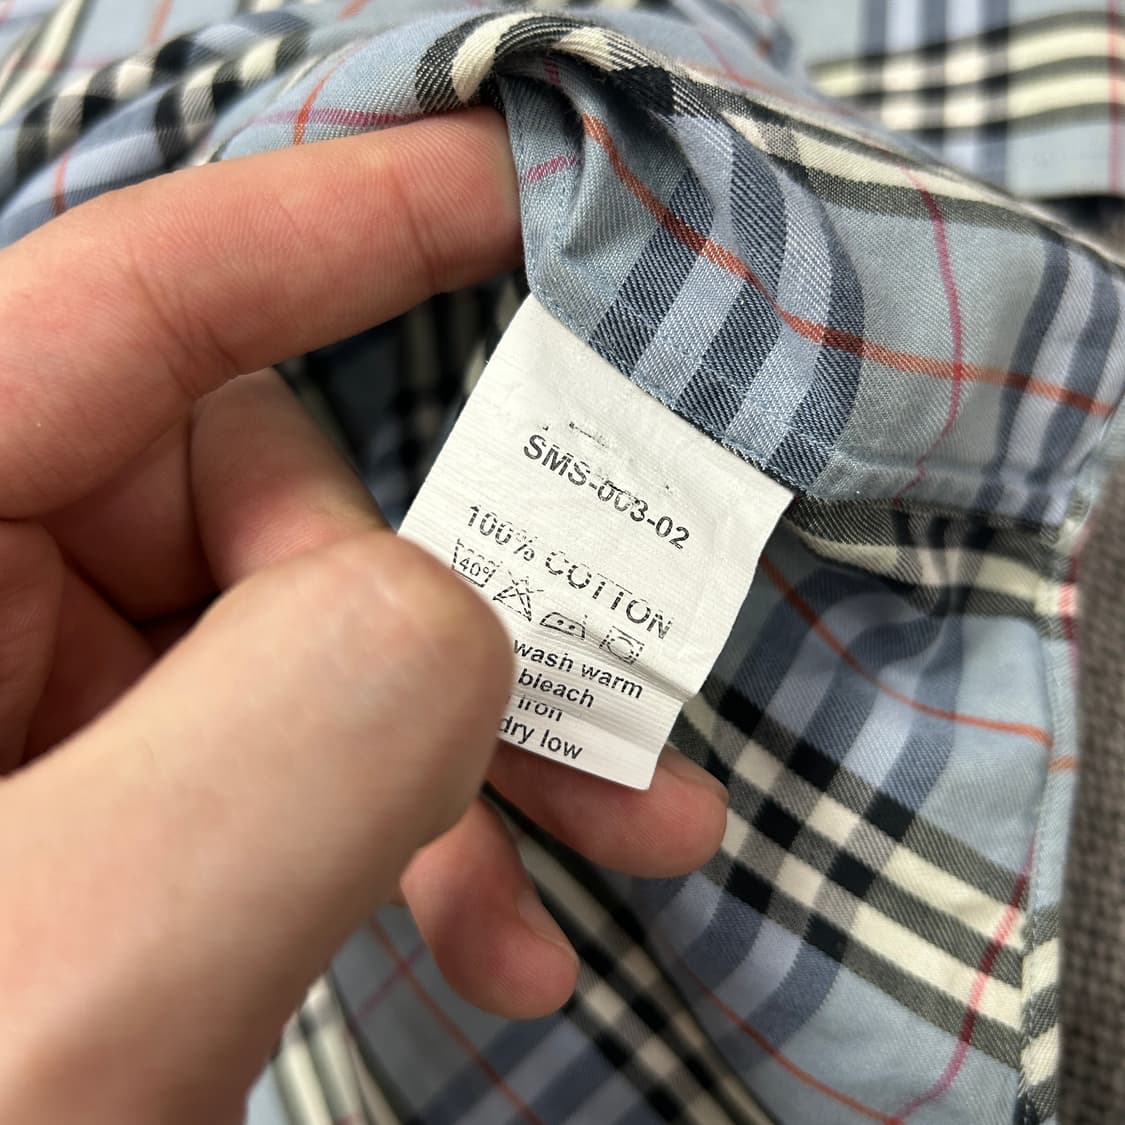 SMS-003-02
100% COTTON
40°
wash warm
bleach
iron
dry low